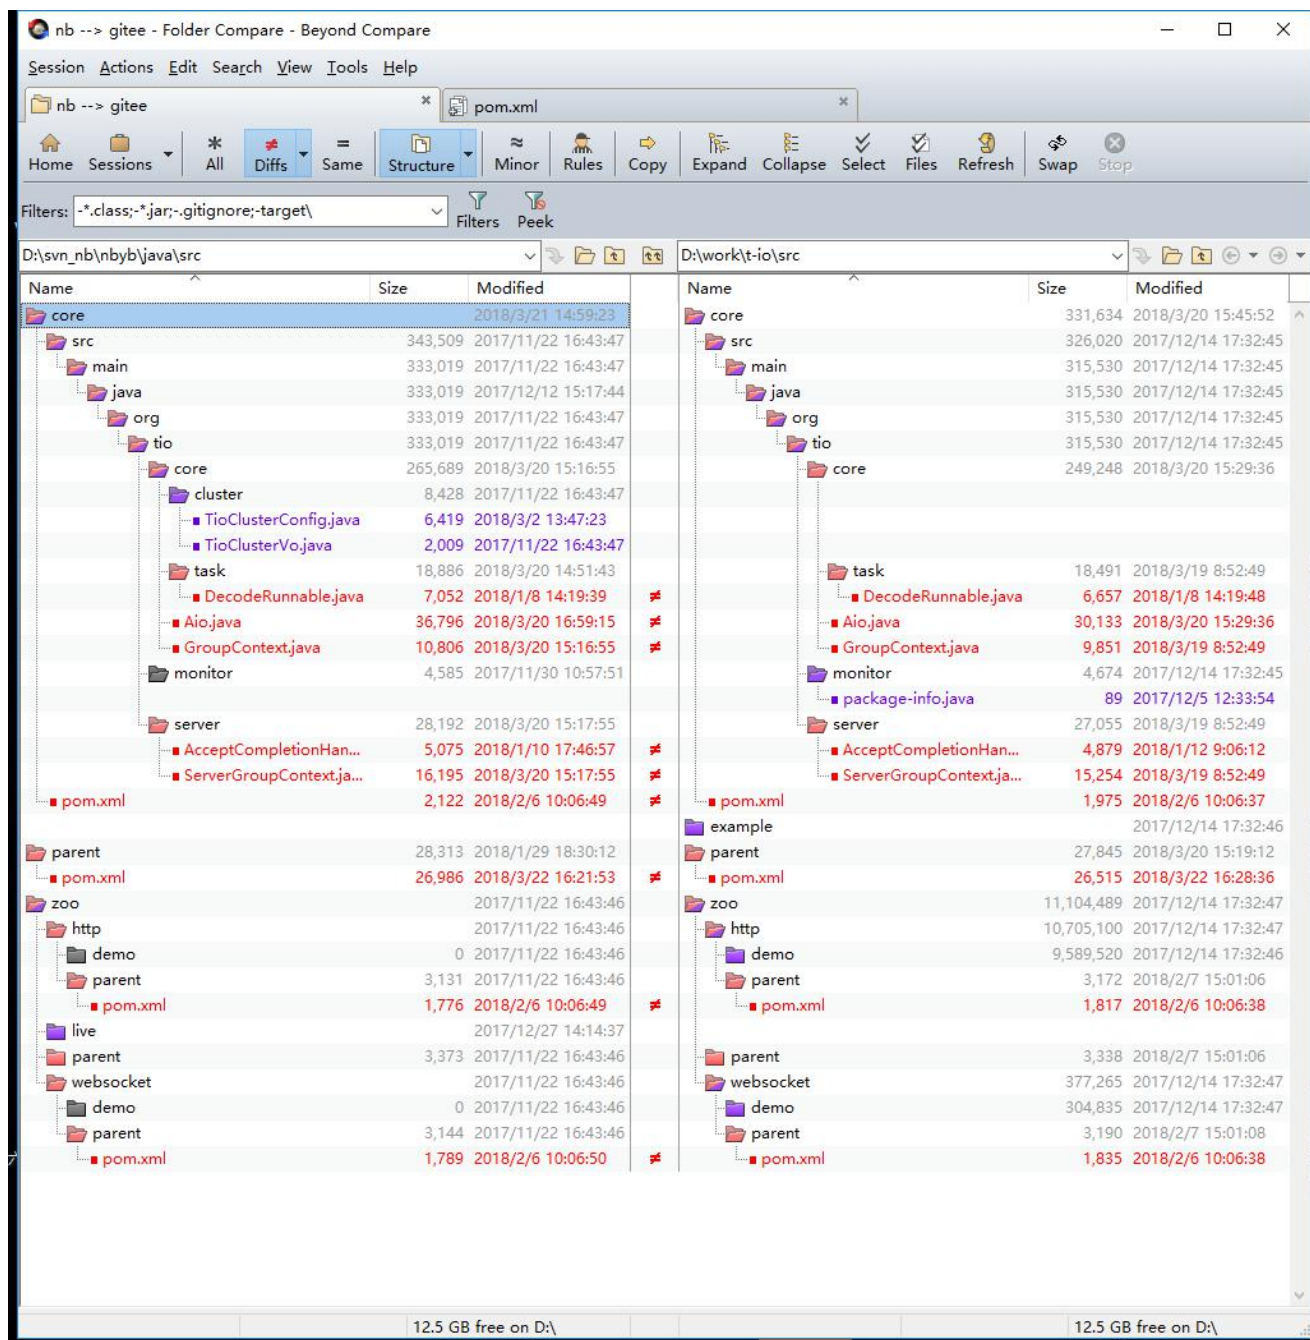 nb --> gitee - Folder Compare - Beyond Compare
Session Actions Edit Search View Tools Help
nb --> gitee pom.xml
Home Sessions All Diffs Same Structure Minor Rules Copy Expand Collapse Select Files Refresh Swap Stop
Filters: -*.class;-*.jar;-.gitignore;-target\ Filters Peek
D:\svn_nb\nbyb\java\src D:\work\t-io\src
Name Size Modified Name Size Modified
core 2018/3/21 14:59:23 core 331,634 2018/3/20 15:45:52
src 343,509 2017/11/22 16:43:47 src 326,020 2017/12/14 17:32:45
main 333,019 2017/11/22 16:43:47 main 315,530 2017/12/14 17:32:45
java 333,019 2017/12/12 15:17:44 java 315,530 2017/12/14 17:32:45
org 333,019 2017/11/22 16:43:47 org 315,530 2017/12/14 17:32:45
tio 333,019 2017/11/22 16:43:47 tio 315,530 2017/12/14 17:32:45
core 265,689 2018/3/20 15:16:55 core 249,248 2018/3/20 15:29:36
cluster 8,428 2017/11/22 16:43:47
TioClusterConfig.java 6,419 2018/3/2 13:47:23
TioClusterVo.java 2,009 2017/11/22 16:43:47
task 18,886 2018/3/20 14:51:43 task 18,491 2018/3/19 8:52:49
DecodeRunnable.java 7,052 2018/1/8 14:19:39 ≠ DecodeRunnable.java 6,657 2018/1/8 14:19:48
Aio.java 36,796 2018/3/20 16:59:15 ≠ Aio.java 30,133 2018/3/20 15:29:36
GroupContext.java 10,806 2018/3/20 15:16:55 ≠ GroupContext.java 9,851 2018/3/19 8:52:49
monitor 4,585 2017/11/30 10:57:51 monitor 4,674 2017/12/14 17:32:45
package-info.java 89 2017/12/5 12:33:54
server 28,192 2018/3/20 15:17:55 server 27,055 2018/3/19 8:52:49
AcceptCompletionHan... 5,075 2018/1/10 17:46:57 ≠ AcceptCompletionHan... 4,879 2018/1/12 9:06:12
ServerGroupContext.ja... 16,195 2018/3/20 15:17:55 ≠ ServerGroupContext.ja... 15,254 2018/3/19 8:52:49
pom.xml 2,122 2018/2/6 10:06:49 ≠ pom.xml 1,975 2018/2/6 10:06:37
example 2017/12/14 17:32:46
parent 28,313 2018/1/29 18:30:12 parent 27,845 2018/3/20 15:19:12
pom.xml 26,986 2018/3/22 16:21:53 ≠ pom.xml 26,515 2018/3/22 16:28:36
zoo 2017/11/22 16:43:46 zoo 11,104,489 2017/12/14 17:32:47
http 2017/11/22 16:43:46 http 10,705,100 2017/12/14 17:32:47
demo 0 2017/11/22 16:43:46 demo 9,589,520 2017/12/14 17:32:46
parent 3,131 2017/11/22 16:43:46 parent 3,172 2018/2/7 15:01:06
pom.xml 1,776 2018/2/6 10:06:49 ≠ pom.xml 1,817 2018/2/6 10:06:38
live 2017/12/27 14:14:37
parent 3,373 2017/11/22 16:43:46 parent 3,338 2018/2/7 15:01:06
websocket 2017/11/22 16:43:46 websocket 377,265 2017/12/14 17:32:47
demo 0 2017/11/22 16:43:46 demo 304,835 2017/12/14 17:32:47
parent 3,144 2017/11/22 16:43:46 parent 3,190 2018/2/7 15:01:08
pom.xml 1,789 2018/2/6 10:06:50 ≠ pom.xml 1,835 2018/2/6 10:06:38
12.5 GB free on D:\ 12.5 GB free on D:\